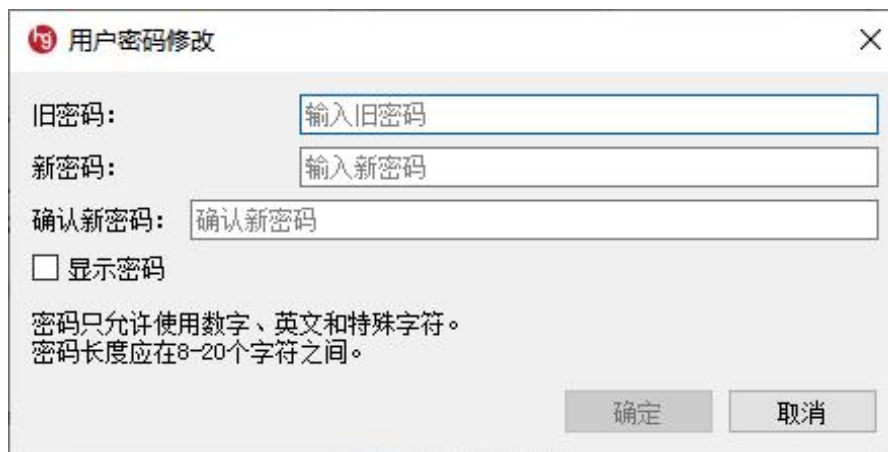 hg 用户密码修改
旧密码： 输入旧密码
新密码： 输入新密码
确认新密码： 确认新密码
显示密码
密码只允许使用数字、英文和特殊字符。
密码长度应在8-20个字符之间。
确定 取消